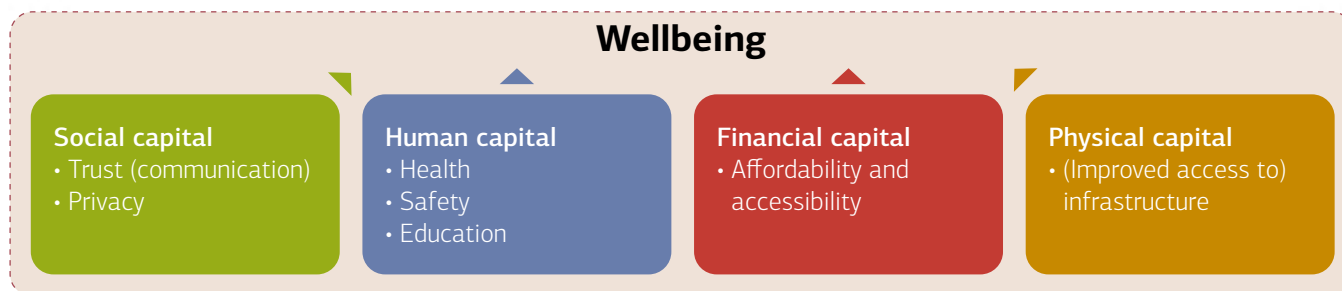 Wellbeing
Social capital
• Trust (communication)
• Privacy
Human capital
• Health
• Safety
• Education
Financial capital
• Affordability and
accessibility
Physical capital
• (Improved access to)
infrastructure